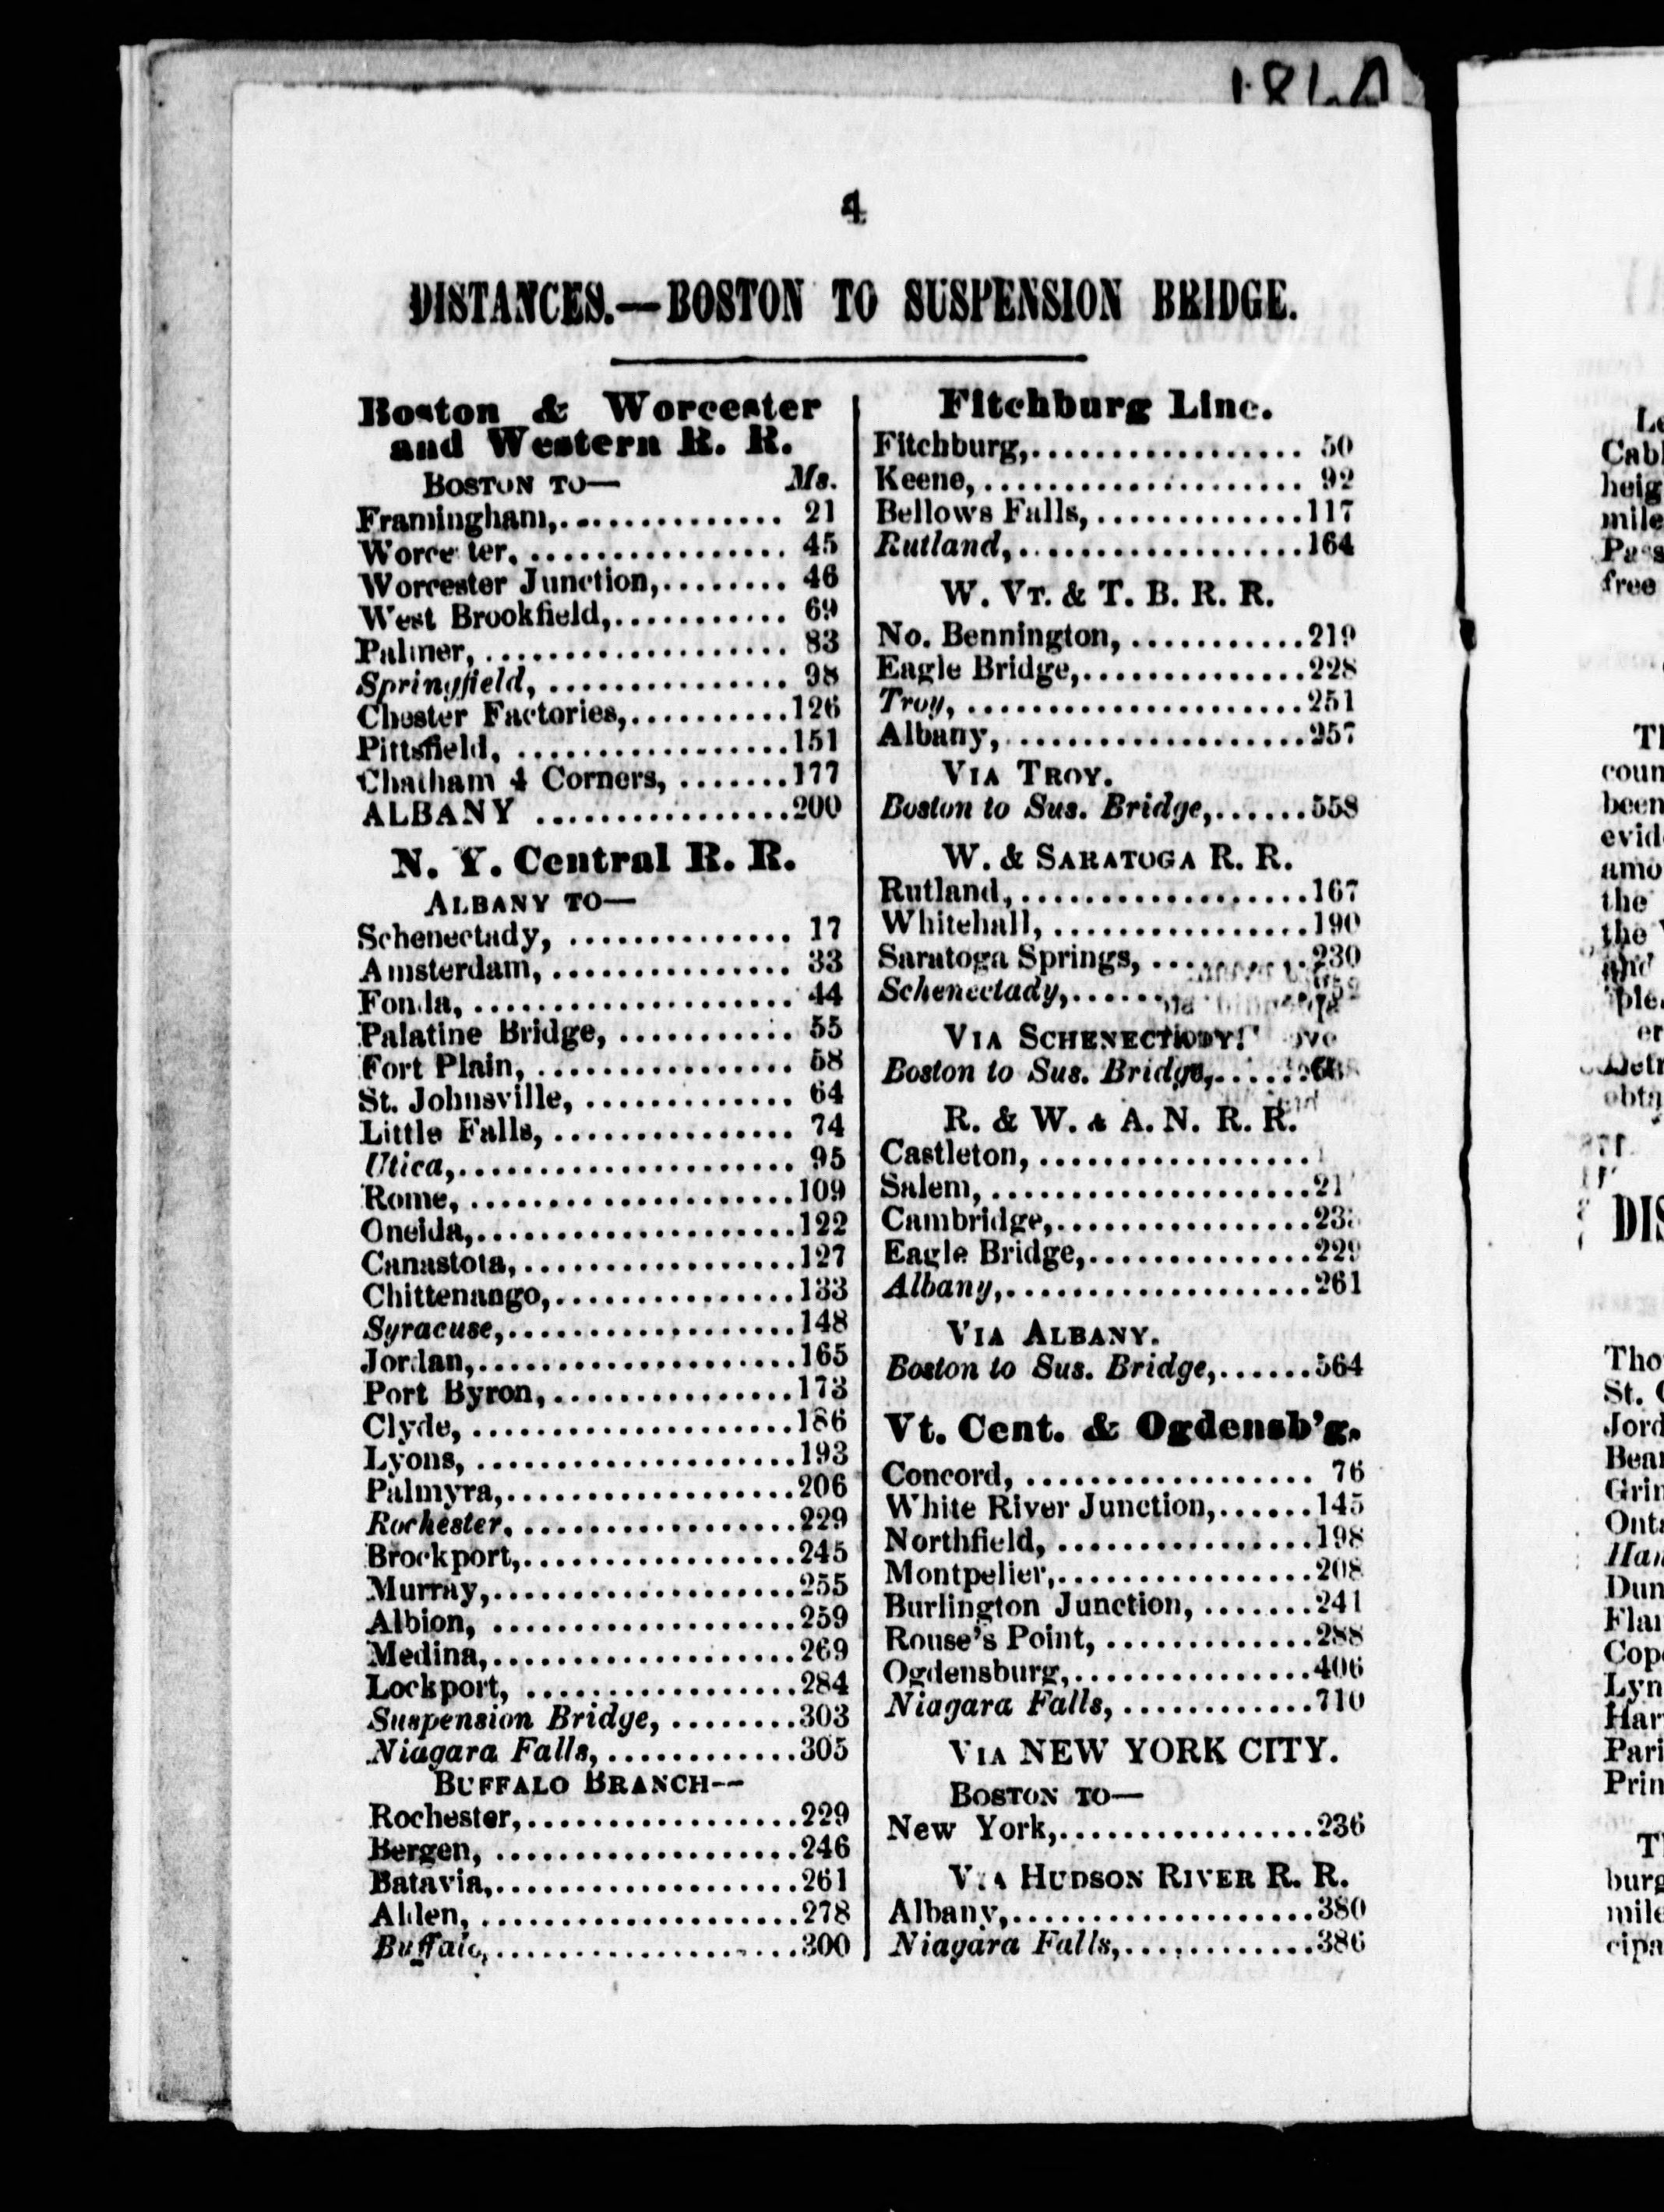 4
DISTANCES.—BOSTON TO SUSPENSION BRIDGE.
Boston & Worcester
and Western R. R.
BOSTON TO— Ms.
Framingham,.............. 21
Worce ter,................. 45
Worcester Junction,........ 46
West Brookfield,........... 69
Palmer,................... 83
Springfield,............... 98
Chester Factories,..........126
Pittsfield, .................151
Chatham 4 Corners, .......177
ALBANY ................200
N. Y. Central R. R.
ALBANY TO—
Schenectady, .............. 17
Amsterdam,............... 33
Fonda,.................... 44
Palatine Bridge,............ 55
Fort Plain,................ 58
St. Johnsville, ............. 64
Little Falls,............... 74
Utica,..................... 95
Rome,....................109
Oneida,....................122
Canastota,.................127
Chittenango,...............133
Syracuse,..................148
Jordan,....................165
Port Byron,...............173
Clyde, ....................186
Lyons, ....................193
Palmyra,..................206
Rochester,..................229
Brockport,.................245
Murray,...................255
Albion, ...................259
Medina,...................269
Lockport, .................284
Suspension Bridge, ........303
Niagara Falls,............305
BUFFALO BRANCH--
Rochester,.................229
Bergen, ...................246
Batavia,...................261
Alden, ....................278
Buffalo,...................300
Fitchburg Line.
Fitchburg,................. 50
Keene,.................... 92
Bellows Falls,.............117
Rutland,..................164
W. VT. & T. B. R. R.
No. Bennington, ...........219
Eagle Bridge,..............228
Troy, .....................251
Albany,...................257
VIA TROY.
Boston to Sus. Bridge,......558
W. & SARATOGA R. R.
Rutland,..................167
Whitehall,................190
Saratoga Springs, ..........230
Schenectady,......
VIA SCHENECTADY.
Boston to Sus. Bridge,......
R. & W. & A. N. R. R.
Castleton,.................
Salem,....................
Cambridge,................
Eagle Bridge,..............229
Albany,...................261
VIA ALBANY.
Boston to Sus. Bridge,......564
Vt. Cent. & Ogdensb'g.
Concord, .................. 76
White River Junction,......145
Northfield, ................198
Montpelier,................208
Burlington Junction, .......241
Rouse's Point, .............288
Ogdensburg,...............406
Niagara Falls, ............710
VIA NEW YORK CITY.
BOSTON TO—
New York,................236
VIA HUDSON RIVER R. R.
Albany,...................380
Niagara Falls,............386